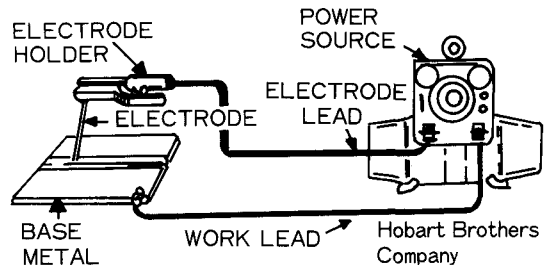 ELECTRODE
HOLDER
POWER
SOURCE
ELECTRODE
LEAD
ELECTRODE
BASE
METAL
WORK LEAD
Hobart Brothers
Company